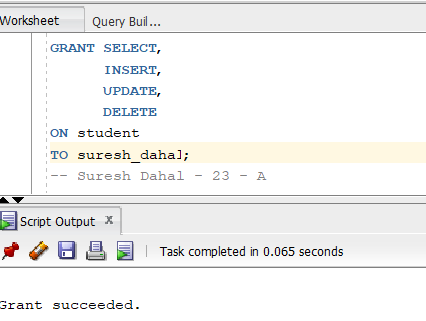 Worksheet Query Buil...
GRANT SELECT,
INSERT,
UPDATE,
DELETE
ON student
TO suresh_dahal;
-- Suresh Dahal - 23 - A
Script Output x
Task completed in 0.065 seconds
Grant succeeded.